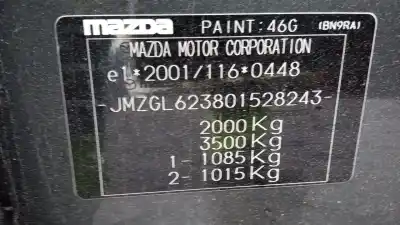 mazda PAINT:46G (BN9RA)
MAZDA MOTOR CORPORATION
e1*2001/116*0448
-JMZGL623801528243-
2000Kg
3500Kg
1- 1085Kg
2- 1015Kg